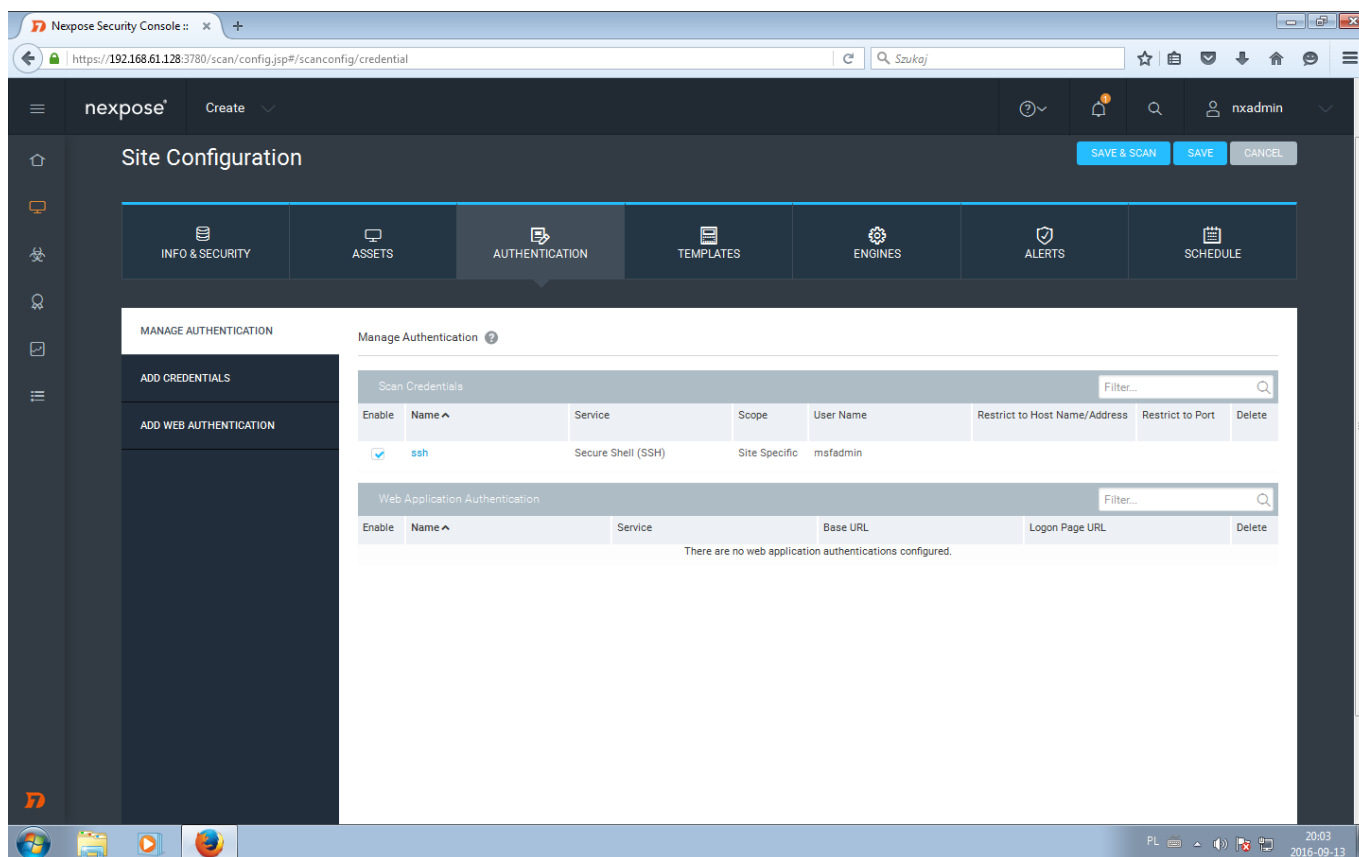 Nexpose Security Console :: × +
https://192.168.61.128:3780/scan/config.jsp#/scanconfig/credential
Szukaj
nexpose®
Create
1
nxadmin
Site Configuration
SAVE & SCAN
SAVE
CANCEL
INFO & SECURITY
ASSETS
AUTHENTICATION
TEMPLATES
ENGINES
ALERTS
SCHEDULE
MANAGE AUTHENTICATION
ADD CREDENTIALS
ADD WEB AUTHENTICATION
Manage Authentication ?
Scan Credentials Filter...
Enable Name Service Scope User Name Restrict to Host Name/Address Restrict to Port Delete
ssh Secure Shell (SSH) Site Specific msfadmin
Web Application Authentication Filter...
Enable Name Service Base URL Logon Page URL Delete
There are no web application authentications configured.
PL
20:03
2016-09-13